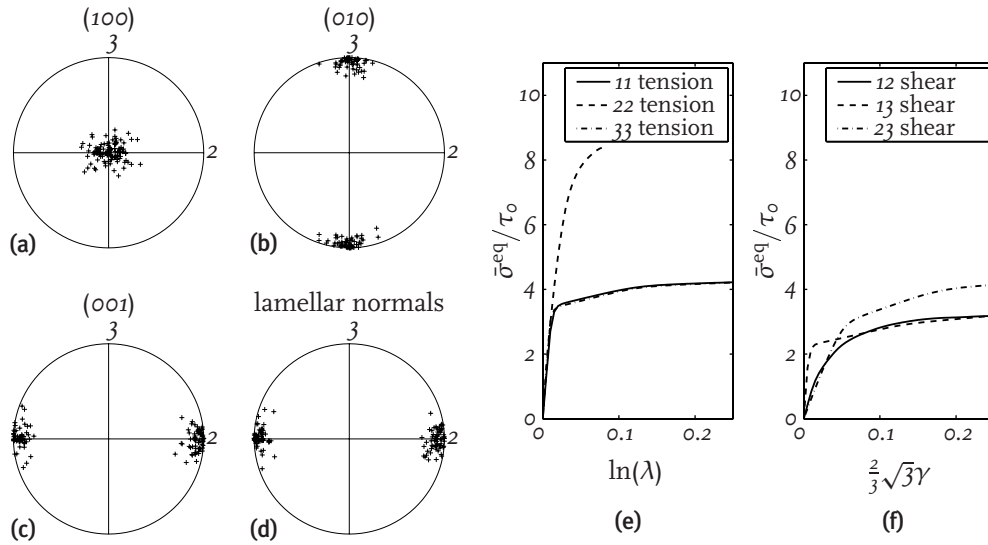 (100)
3
2
(a)
(010)
3
2
(b)
(001)
3
2
(c)
lamellar normals
3
2
(d)
11 tension
22 tension
33 tension
10
8
6
4
2
0
σ̄^eq/τ₀
0 0.1 0.2
ln(λ)
(e)
12 shear
13 shear
23 shear
10
8
6
4
2
0
σ̄^eq/τ₀
0 0.1 0.2
2/3 √3γ
(f)